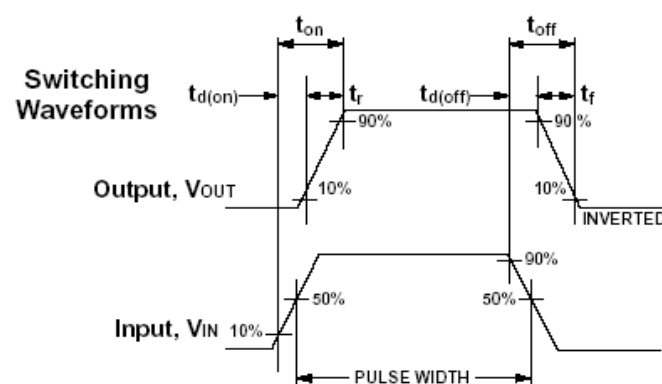 ton
toff
Switching
Waveforms
td(on)
tr
td(off)
tf
90%
90%
Output, VOUT
10%
10%
INVERTED
90%
50%
50%
Input, VIN
10%
PULSE WIDTH